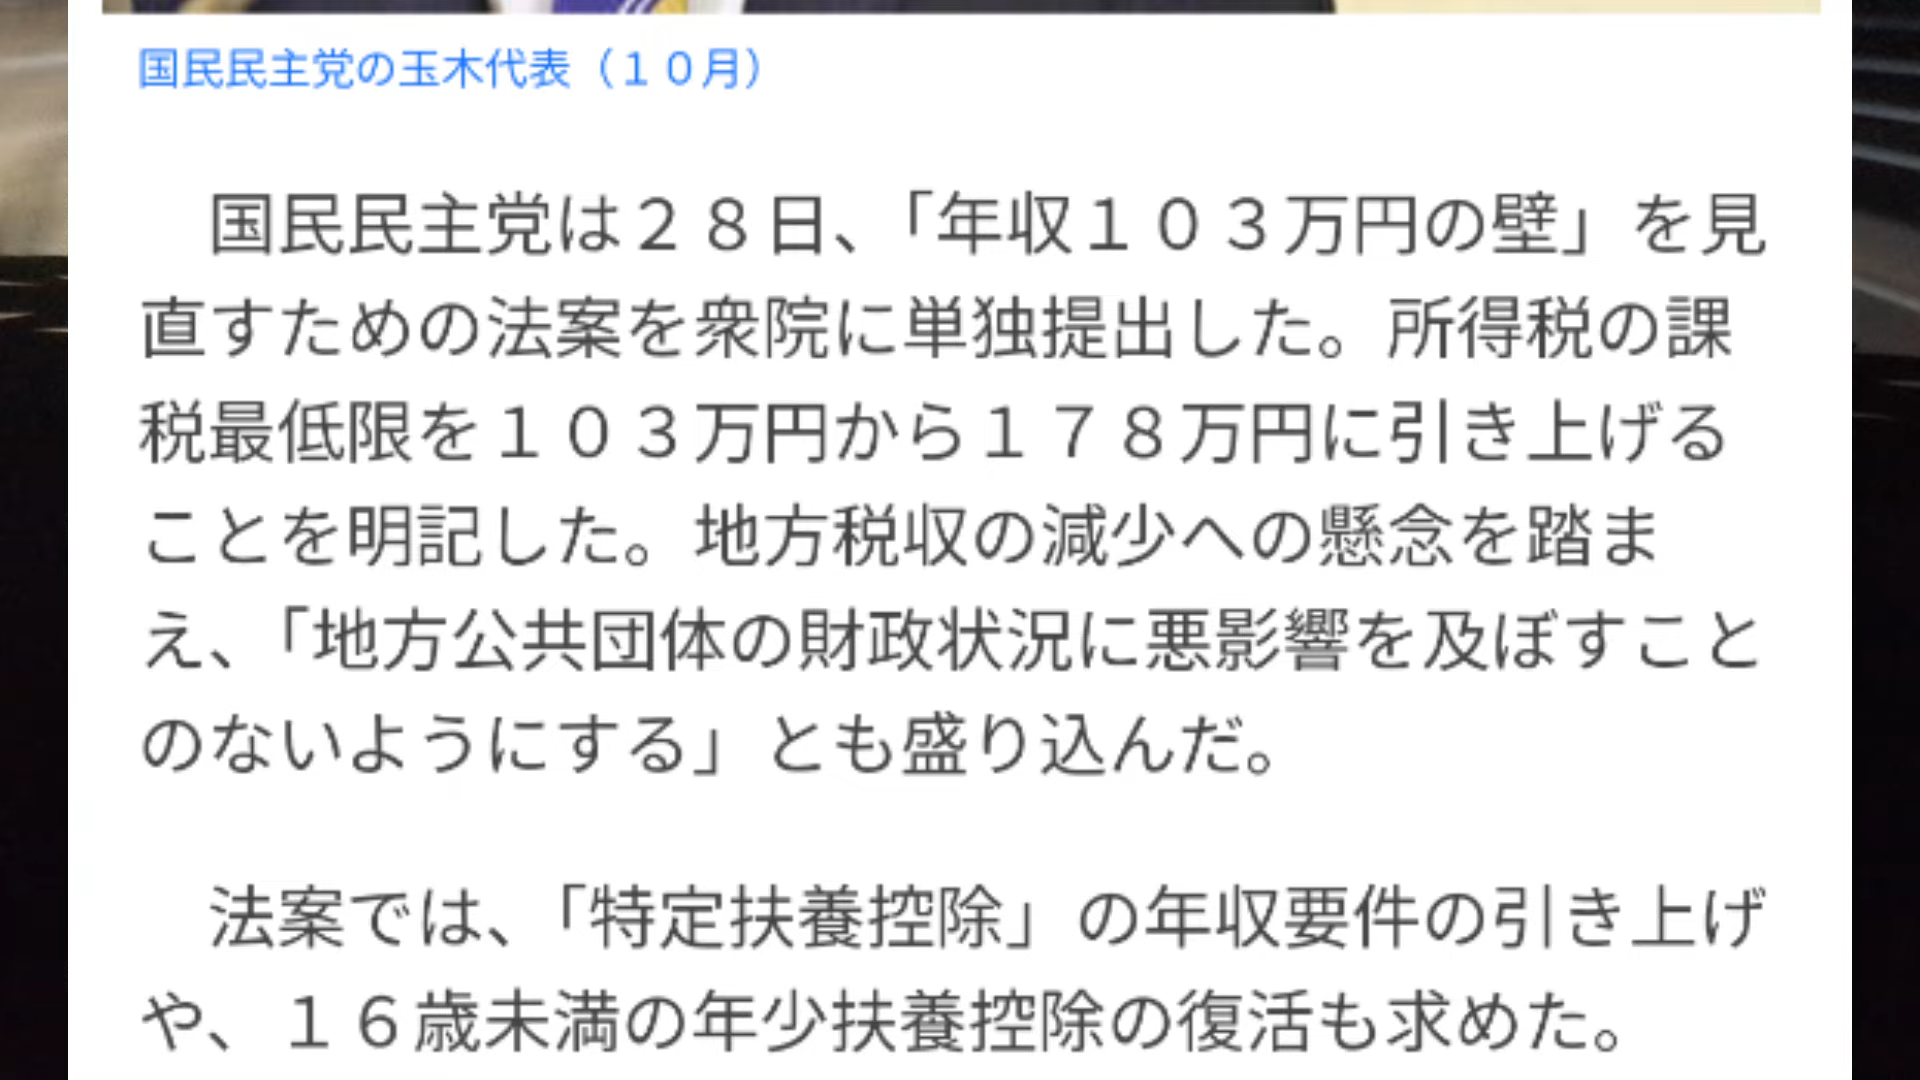 国民民主党の玉木代表（１０月）
国民民主党は２８日、「年収１０３万円の壁」を見
直すための法案を衆院に単独提出した。所得税の課
税最低限を１０３万円から１７８万円に引き上げる
ことを明記した。地方税収の減少への懸念を踏ま
え、「地方公共団体の財政状況に悪影響を及ぼすこと
のないようにする」とも盛り込んだ。
法案では、「特定扶養控除」の年収要件の引き上げ
や、１６歳未満の年少扶養控除の復活も求めた。